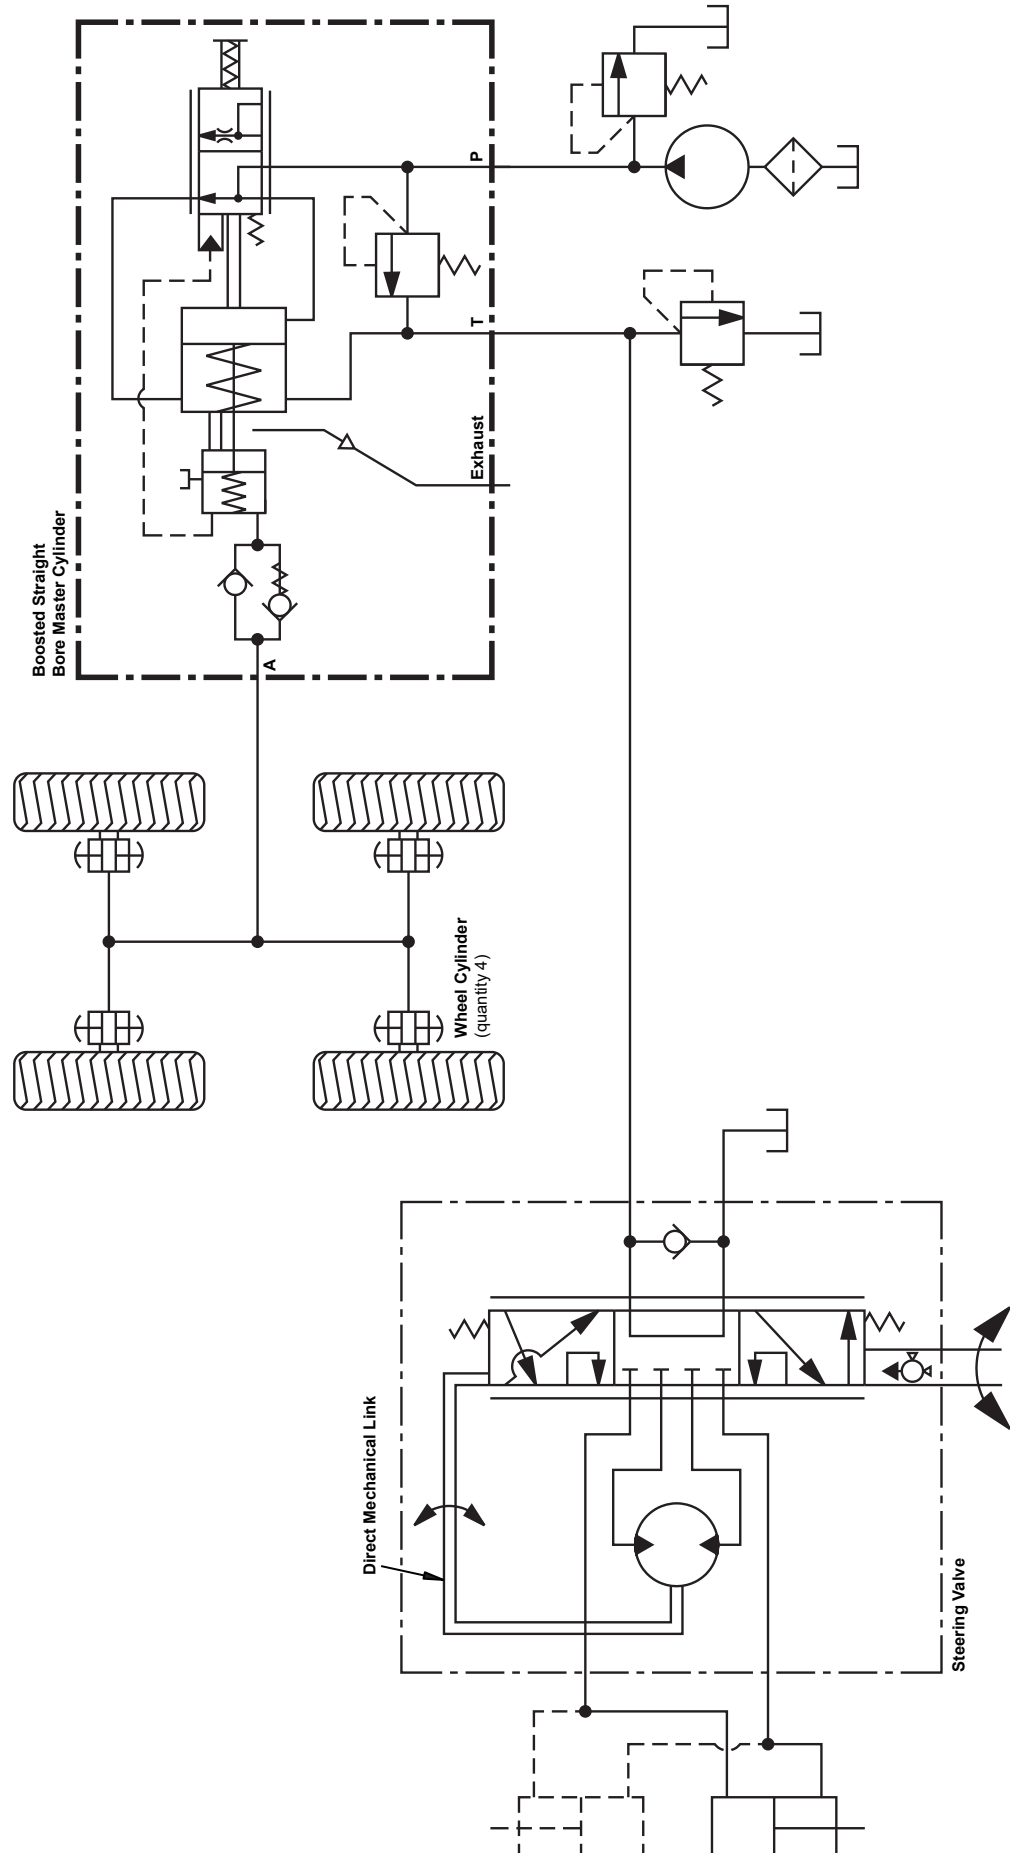 Boosted Straight
Bore Master Cylinder
P
T
Exhaust
A
Wheel Cylinder
(quantity 4)
Direct Mechanical Link
Steering Valve